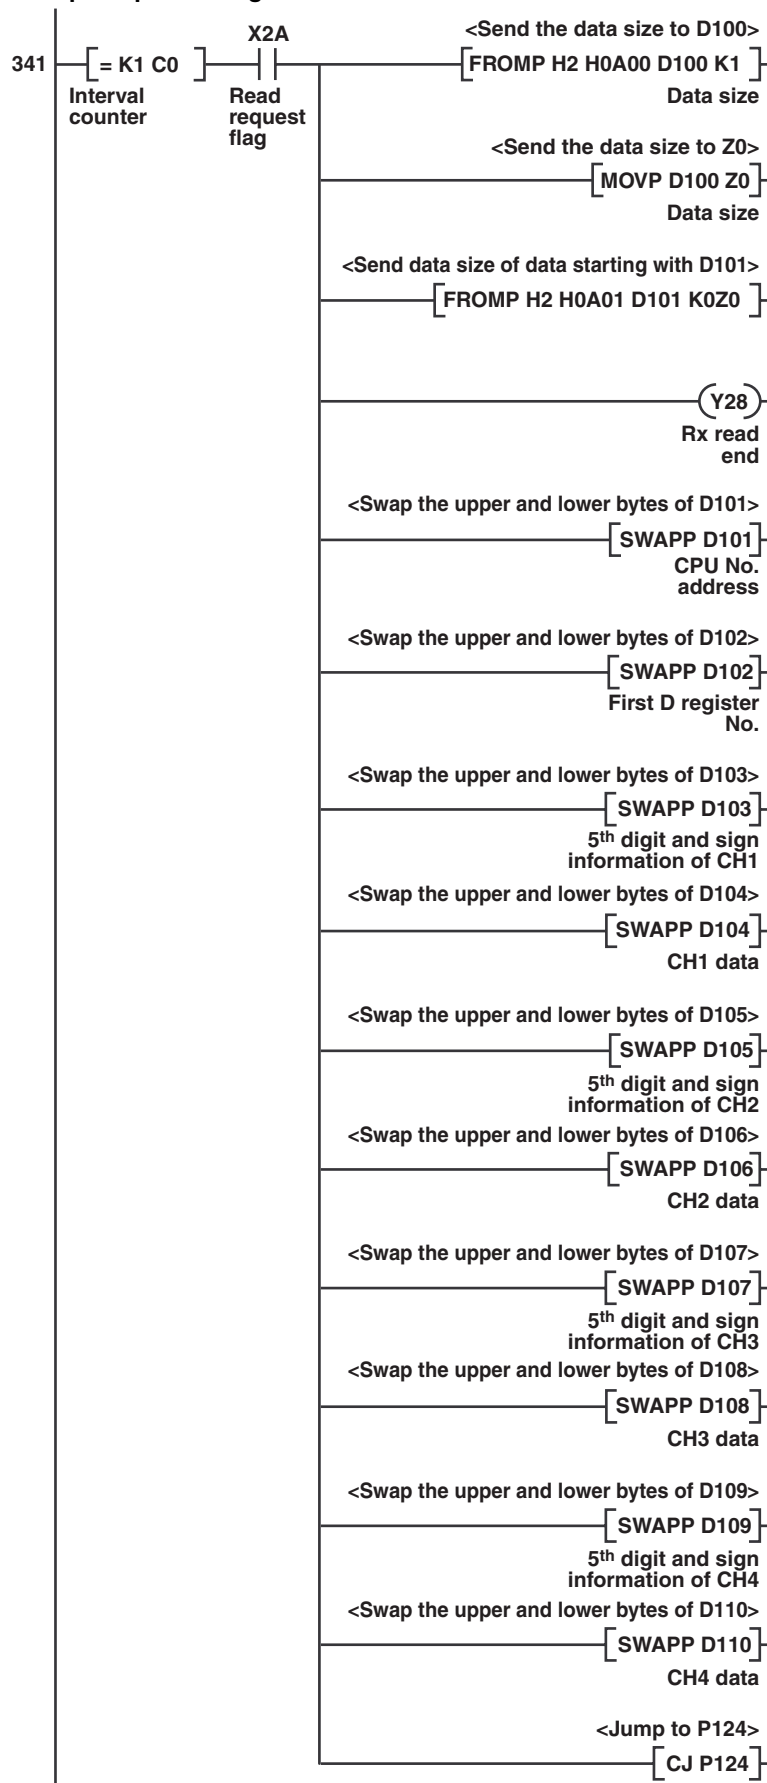 <Send the data size to D100>
X2A
341
= K1 C0
FROMP H2 H0A00 D100 K1
Interval
counter
Read
request
flag
Data size
<Send the data size to Z0>
MOVP D100 Z0
Data size
<Send data size of data starting with D101>
FROMP H2 H0A01 D101 K0Z0
Y28
Rx read
end
<Swap the upper and lower bytes of D101>
SWAPP D101
CPU No.
address
<Swap the upper and lower bytes of D102>
SWAPP D102
First D register
No.
<Swap the upper and lower bytes of D103>
SWAPP D103
5th digit and sign
information of CH1
<Swap the upper and lower bytes of D104>
SWAPP D104
CH1 data
<Swap the upper and lower bytes of D105>
SWAPP D105
5th digit and sign
information of CH2
<Swap the upper and lower bytes of D106>
SWAPP D106
CH2 data
<Swap the upper and lower bytes of D107>
SWAPP D107
5th digit and sign
information of CH3
<Swap the upper and lower bytes of D108>
SWAPP D108
CH3 data
<Swap the upper and lower bytes of D109>
SWAPP D109
5th digit and sign
information of CH4
<Swap the upper and lower bytes of D110>
SWAPP D110
CH4 data
<Jump to P124>
CJ P124